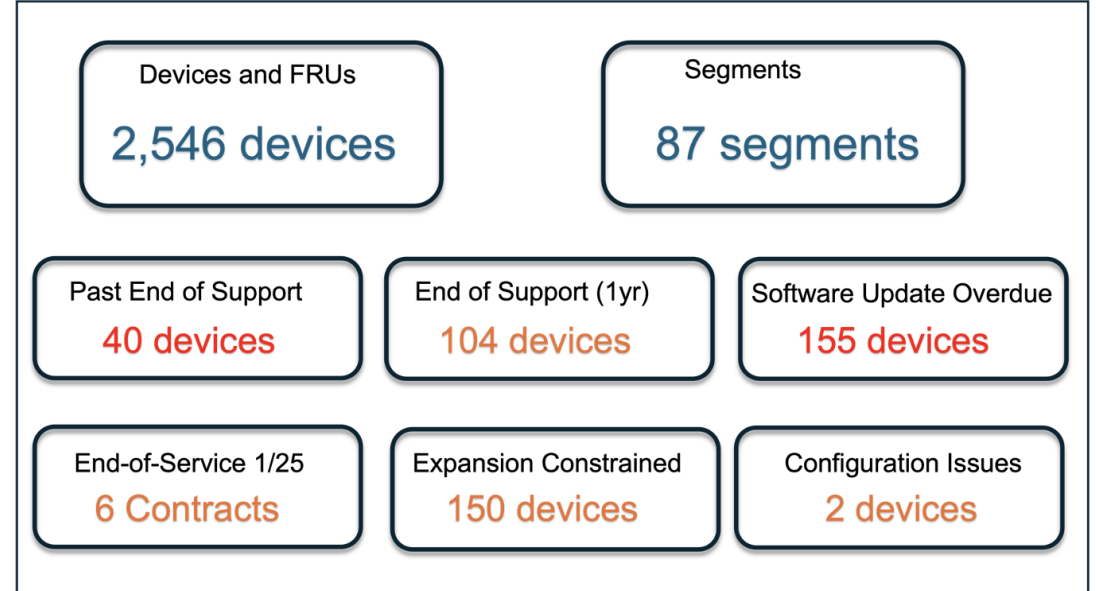 Devices and FRUs
2,546 devices
Segments
87 segments
Past End of Support
40 devices
End of Support (1yr)
104 devices
Software Update Overdue
155 devices
End-of-Service 1/25
6 Contracts
Expansion Constrained
150 devices
Configuration Issues
2 devices